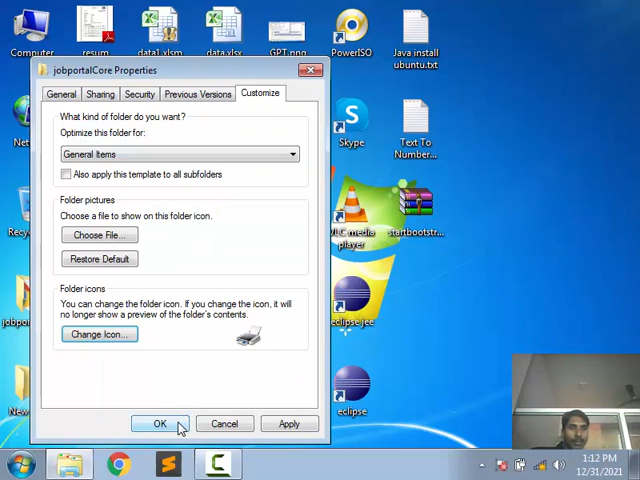 Computer
resum
data1.xlsm
data.xlsx
GPT.png
PowerISO
Java install
ubuntu.txt
jobportalCore Properties
General
Sharing
Security
Previous Versions
Customize
What kind of folder do you want?
Optimize this folder for:
General Items
Also apply this template to all subfolders
Folder pictures
Choose a file to show on this folder icon.
Choose File...
Restore Default
Folder icons
You can change the folder icon. If you change the icon, it will
no longer show a preview of the folder's contents.
Change Icon...
OK
Cancel
Apply
Skype
Text To
Number...
VLC media
player
startbootstr...
eclipse jee
eclipse
Net
Recy
jobpo
New
1:12 PM
12/31/2021